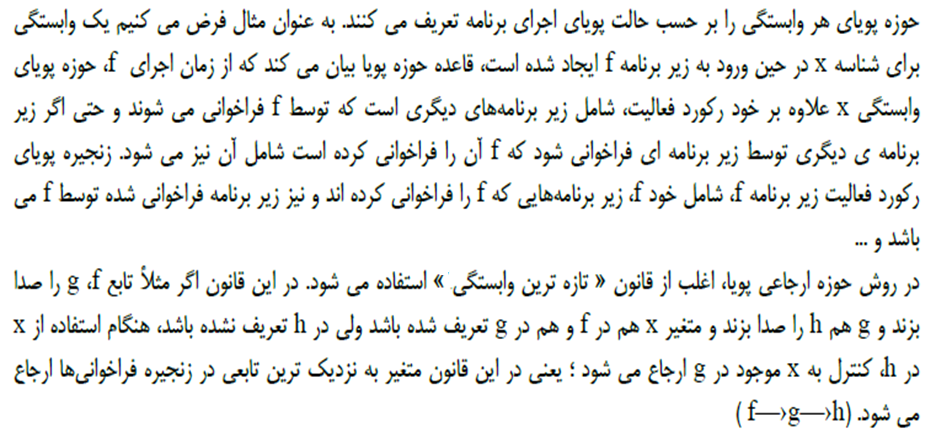 حوزه پویای هر وابستگی را بر حسب حالت پویای اجرای برنامه تعریف می کنند. به عنوان مثال فرض می کنیم یک وابستگی
برای شناسه x در حین ورود به زیر برنامه f ایجاد شده است، قاعده حوزه پویا بیان می کند که از زمان اجرای f، حوزه پویای
وابستگی x علاوه بر خود رکورد فعالیت، شامل زیر برنامه‌های دیگری است که توسط f فراخوانی می شوند و حتی اگر زیر
برنامه ی دیگری توسط زیر برنامه ای فراخوانی شود که f آن را فراخوانی کرده است شامل آن نیز می شود. زنجیره پویای
رکورد فعالیت زیر برنامه f، شامل خود f، زیر برنامه‌هایی که f را فراخوانی کرده اند و نیز زیر برنامه فراخوانی شده توسط f می
باشد و ...
در روش حوزه ارجاعی پویا، اغلب از قانون « تازه ترین وابستگی » استفاده می شود. در این قانون اگر مثلاً تابع f، g را صدا
بزند و g هم h را صدا بزند و متغیر x هم در f و هم در g تعریف شده باشد ولی در h تعریف نشده باشد، هنگام استفاده از x
در h، کنترل به x موجود در g ارجاع می شود ؛ یعنی در این قانون متغیر به نزدیک ترین تابعی در زنجیره فراخوانی‌ها ارجاع
می شود. (f—›g—›h )